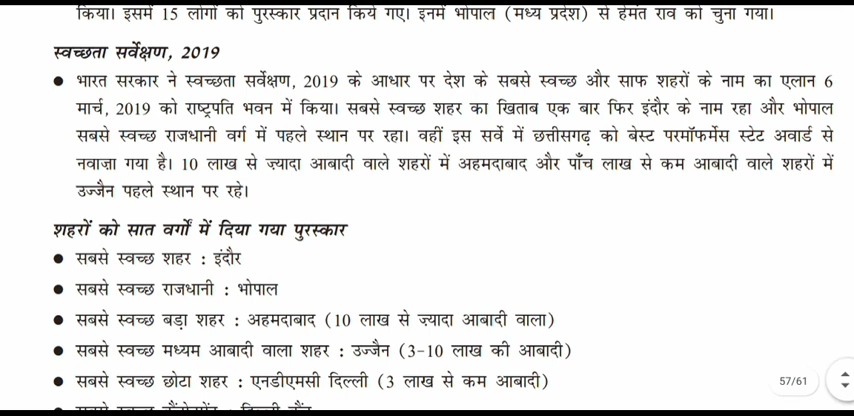 किया। इसमें 15 लोगों को पुरस्कार प्रदान किये गए। इनमें भोपाल (मध्य प्रदेश) से हेमंत राव को चुना गया।
स्वच्छता सर्वेक्षण, 2019
● भारत सरकार ने स्वच्छता सर्वेक्षण, 2019 के आधार पर देश के सबसे स्वच्छ और साफ शहरों के नाम का एलान 6
मार्च, 2019 को राष्ट्रपति भवन में किया। सबसे स्वच्छ शहर का खिताब एक बार फिर इंदौर के नाम रहा और भोपाल
सबसे स्वच्छ राजधानी वर्ग में पहले स्थान पर रहा। वहीं इस सर्वे में छत्तीसगढ़ को बेस्ट परमॉफर्मेंस स्टेट अवार्ड से
नवाज़ा गया है। 10 लाख से ज़्यादा आबादी वाले शहरों में अहमदाबाद और पाँच लाख से कम आबादी वाले शहरों में
उज्जैन पहले स्थान पर रहे।
शहरों को सात वर्गों में दिया गया पुरस्कार
● सबसे स्वच्छ शहर : इंदौर
● सबसे स्वच्छ राजधानी : भोपाल
● सबसे स्वच्छ बड़ा शहर : अहमदाबाद (10 लाख से ज़्यादा आबादी वाला)
● सबसे स्वच्छ मध्यम आबादी वाला शहर : उज्जैन (3-10 लाख की आबादी)
● सबसे स्वच्छ छोटा शहर : एनडीएमसी दिल्ली (3 लाख से कम आबादी)
57/61